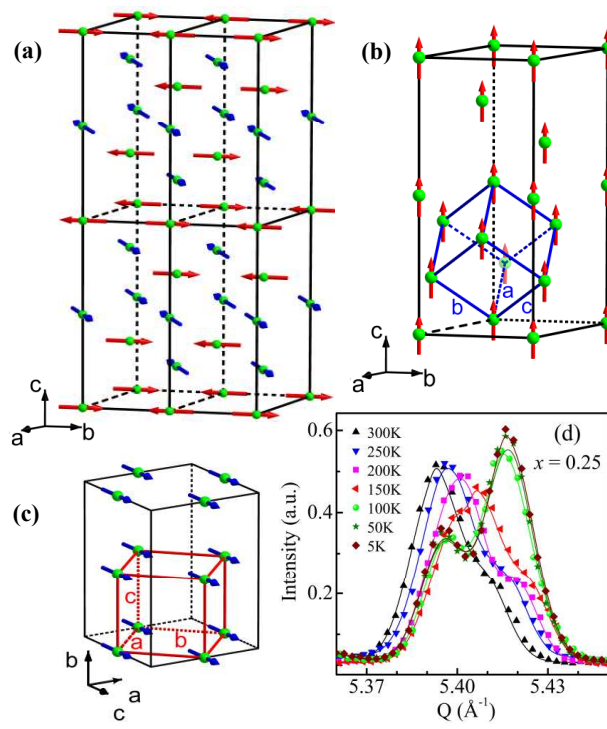 (a)
c
a
b
(b)
b
a
c
c
a
b
(c)
c
a
b
b
a
c
(d)
x = 0.25
300K
250K
200K
150K
100K
50K
5K
Intensity (a.u.)
0.6
0.4
0.2
5.37
5.40
5.43
Q (Å⁻¹)